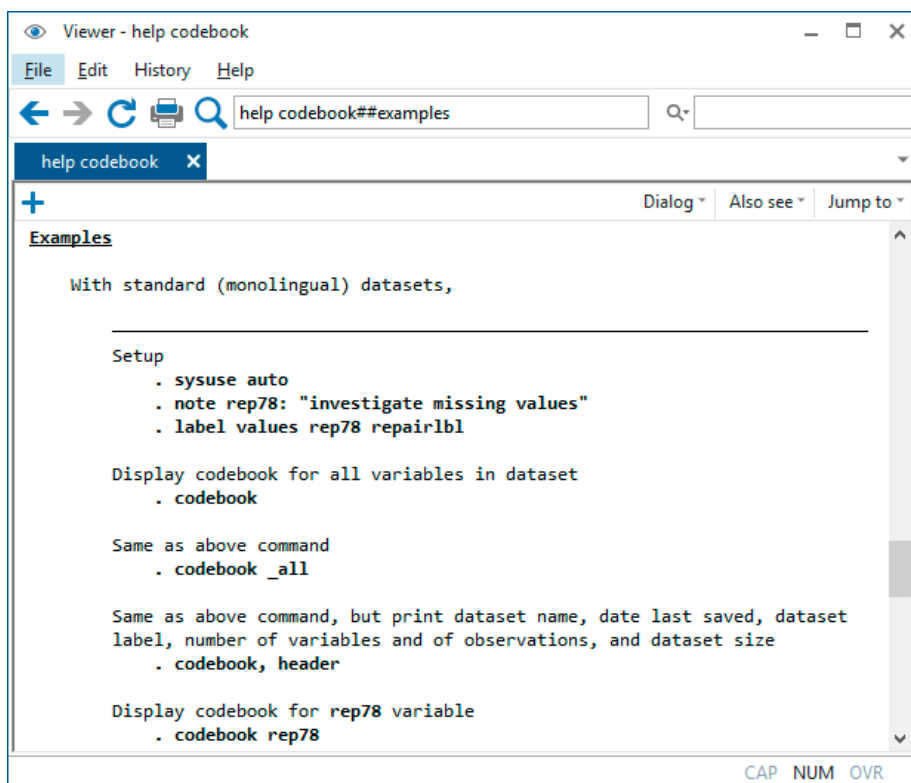 Viewer - help codebook
File Edit History Help
help codebook##examples
help codebook
Dialog Also see Jump to
Examples
With standard (monolingual) datasets,
Setup
. sysuse auto
. note rep78: "investigate missing values"
. label values rep78 repairlbl
Display codebook for all variables in dataset
. codebook
Same as above command
. codebook _all
Same as above command, but print dataset name, date last saved, dataset
label, number of variables and of observations, and dataset size
. codebook, header
Display codebook for rep78 variable
. codebook rep78
CAP NUM OVR